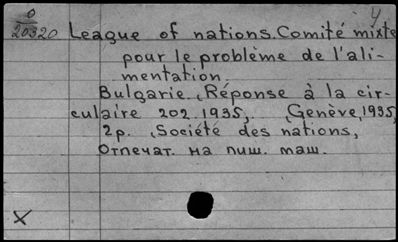 4
0
20320 League of nations. Comité mixte
pour le problème de l'ali-
mentation.
Bulgarie. Réponse à la cir-
culaire 202.1935, Genève, 1935,
2p. Société des nations,
Отпечат. на пиш. маш.
X